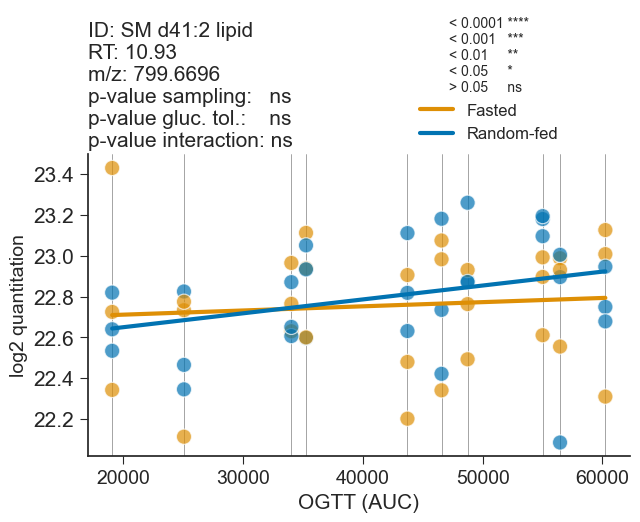 ID: SM d41:2 lipid
RT: 10.93
m/z: 799.6696
p-value sampling: ns
p-value gluc. tol.: ns
p-value interaction: ns
< 0.0001 ****
< 0.001 ***
< 0.01 **
< 0.05 *
> 0.05 ns
Fasted
Random-fed
23.4
23.2
23.0
22.8
22.6
22.4
22.2
log2 quantitation
20000 30000 40000 50000 60000
OGTT (AUC)